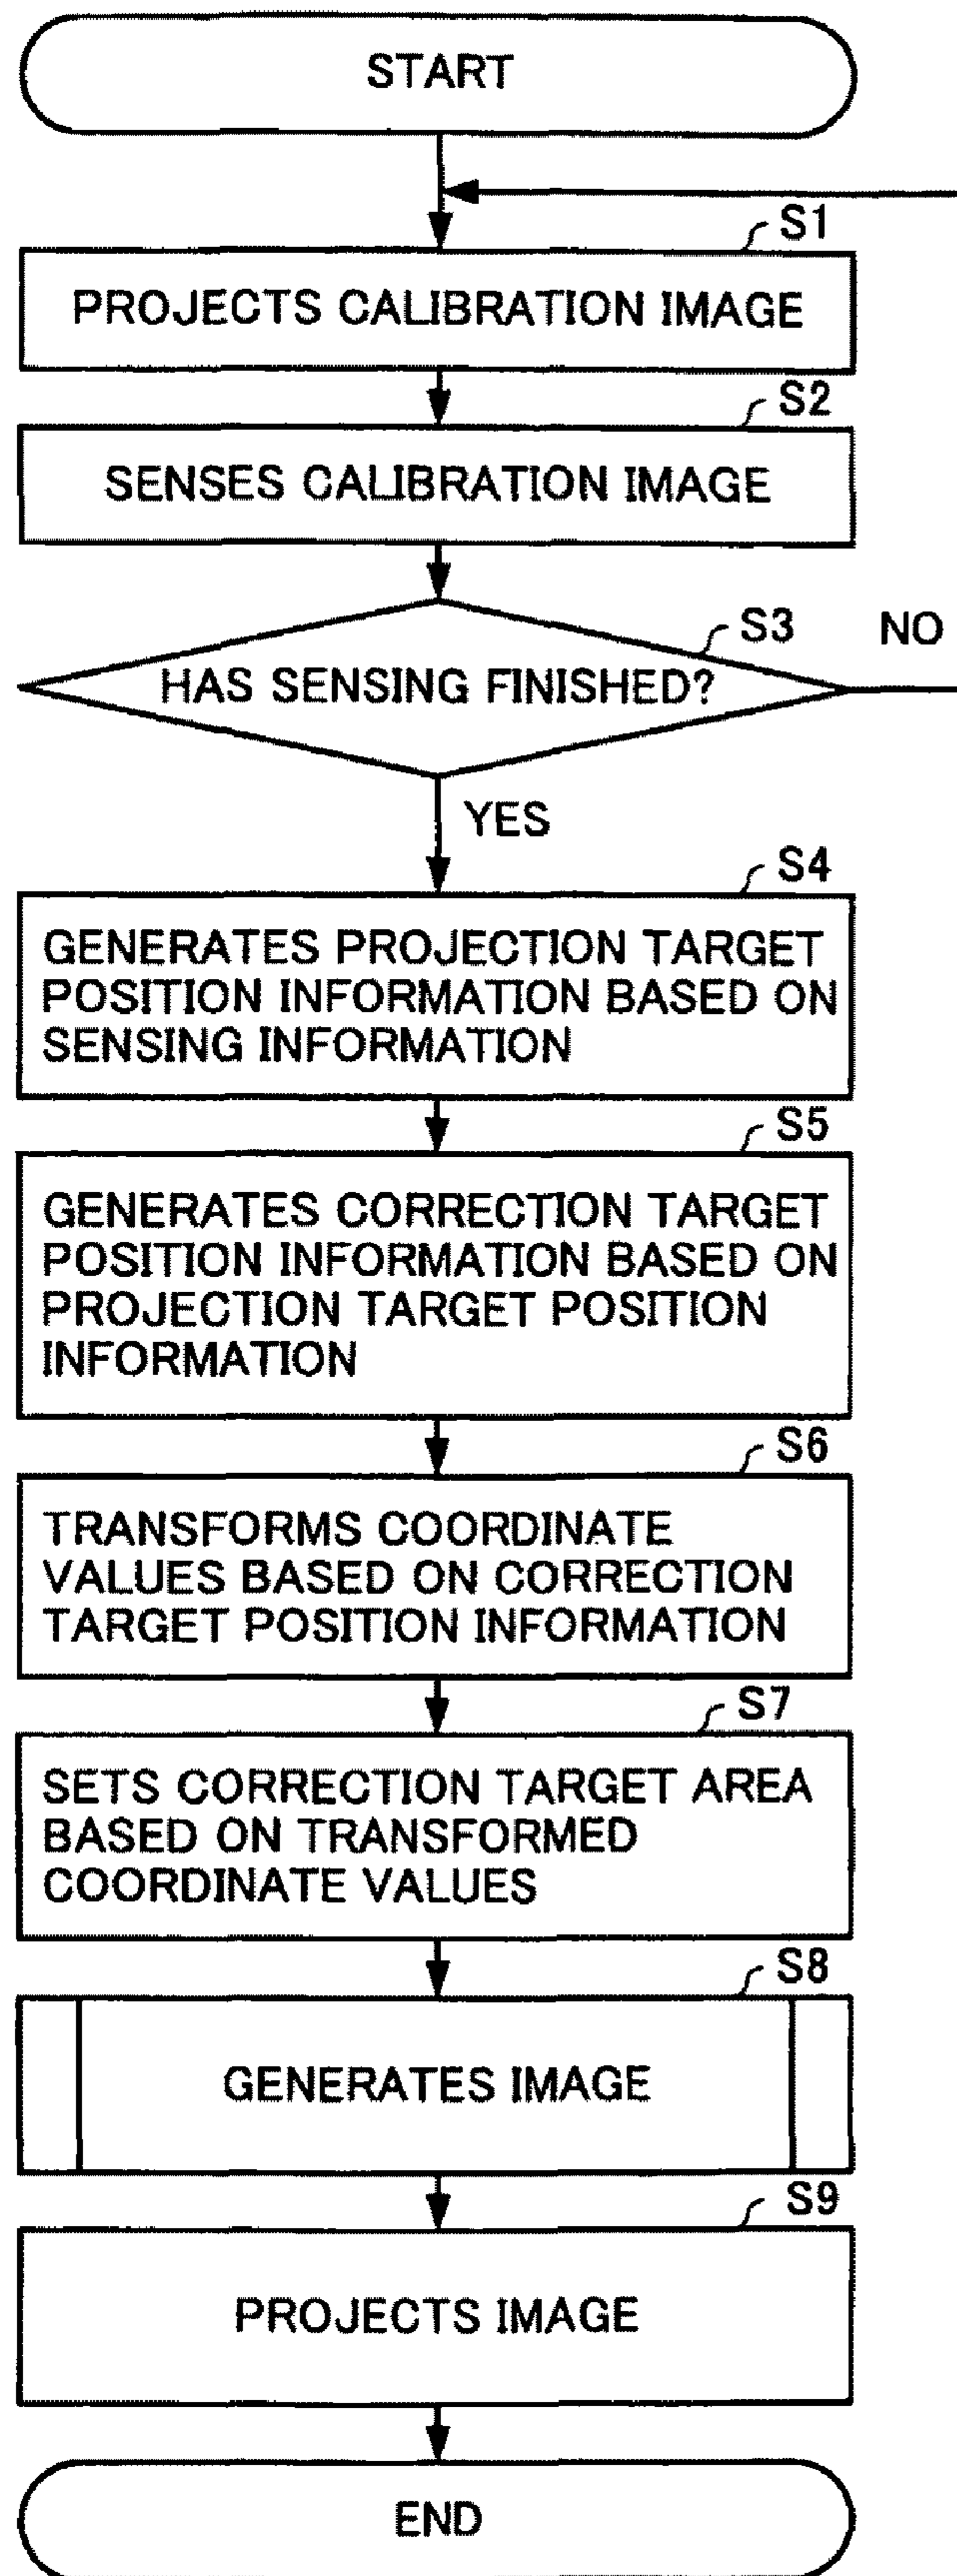 START
S1
PROJECTS CALIBRATION IMAGE
S2
SENSES CALIBRATION IMAGE
S3
NO
HAS SENSING FINISHED?
YES
S4
GENERATES PROJECTION TARGET
POSITION INFORMATION BASED ON
SENSING INFORMATION
S5
GENERATES CORRECTION TARGET
POSITION INFORMATION BASED ON
PROJECTION TARGET POSITION
INFORMATION
S6
TRANSFORMS COORDINATE
VALUES BASED ON CORRECTION
TARGET POSITION INFORMATION
S7
SETS CORRECTION TARGET AREA
BASED ON TRANSFORMED
COORDINATE VALUES
S8
GENERATES IMAGE
S9
PROJECTS IMAGE
END